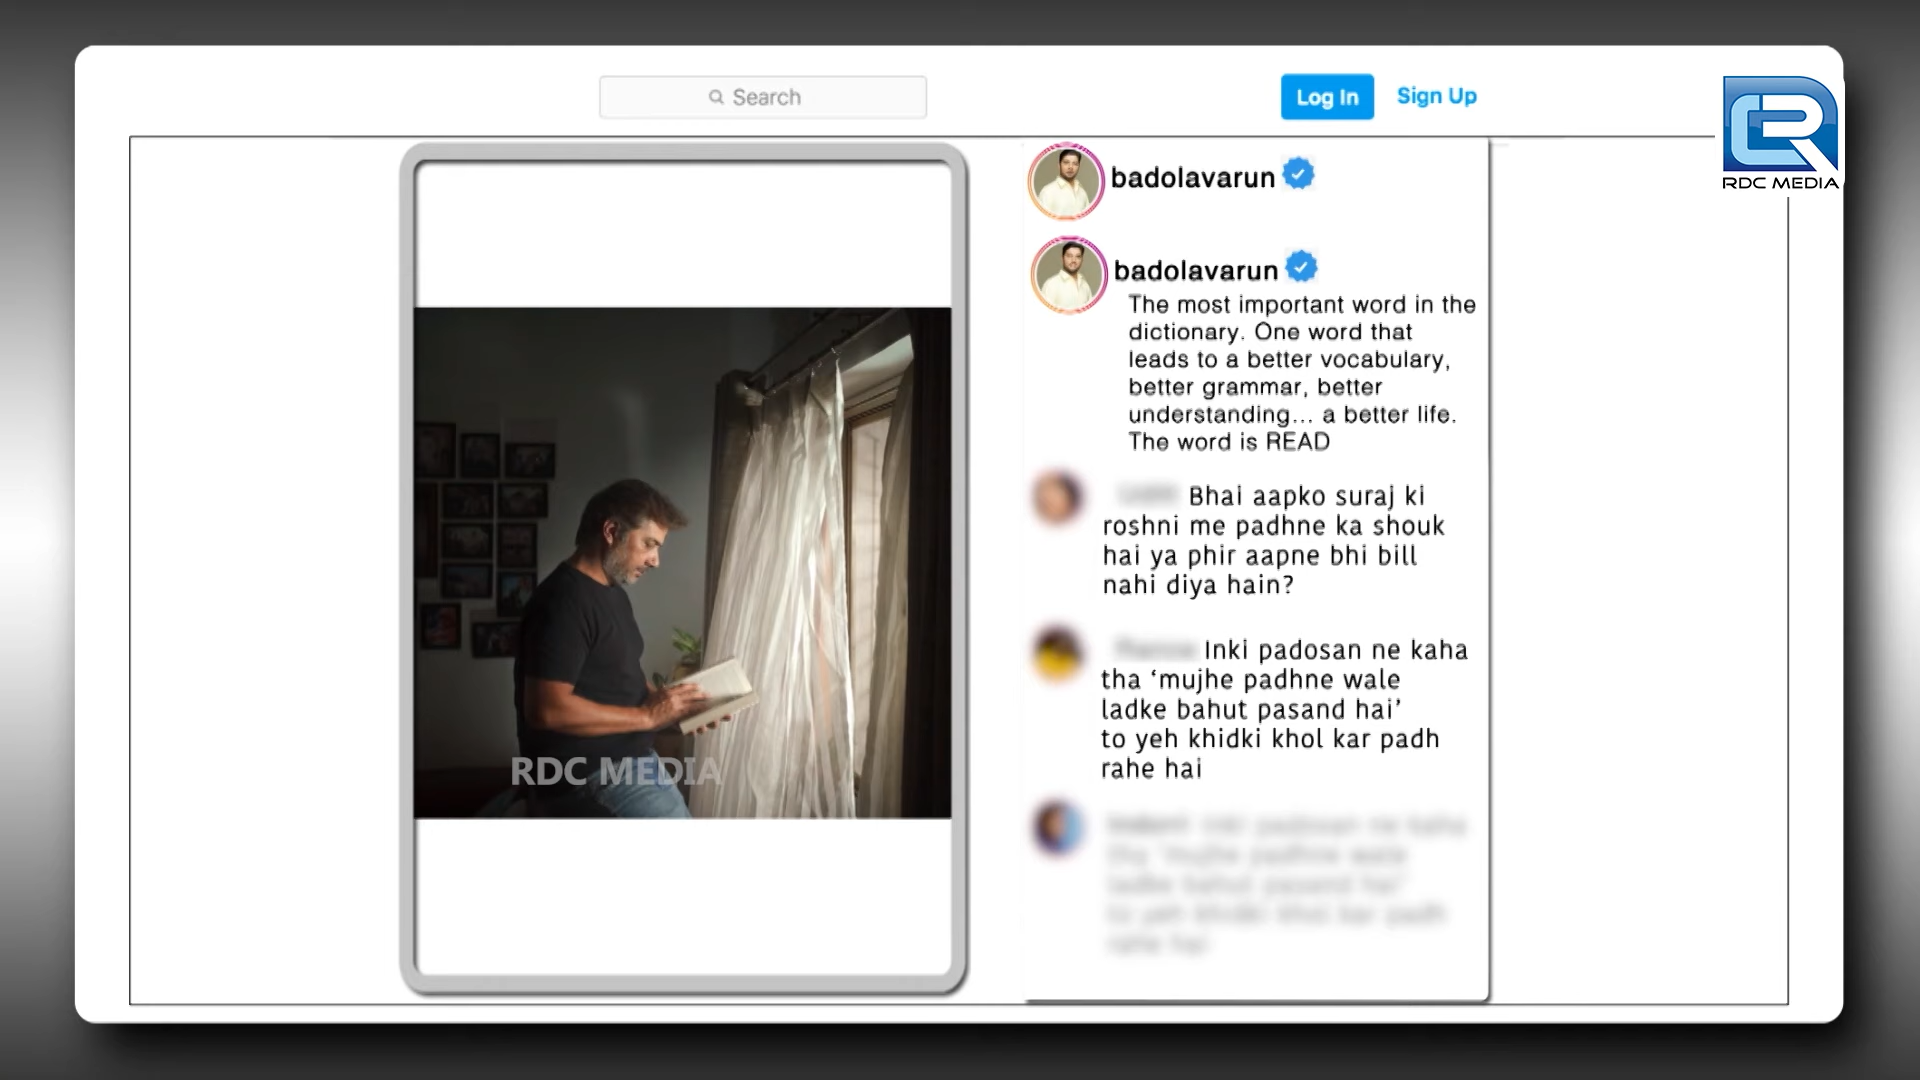 Search
Log In
Sign Up
RDC MEDIA
badolavarun
badolavarun
The most important word in the
dictionary. One word that
leads to a better vocabulary,
better grammar, better
understanding... a better life.
The word is READ
Bhai aapko suraj ki
roshni me padhne ka shouk
hai ya phir aapne bhi bill
nahi diya hain?
Inki padosan ne kaha
tha ‘mujhe padhne wale
ladke bahut pasand hai’
to yeh khidki khol kar padh
rahe hai
RDC MEDIA